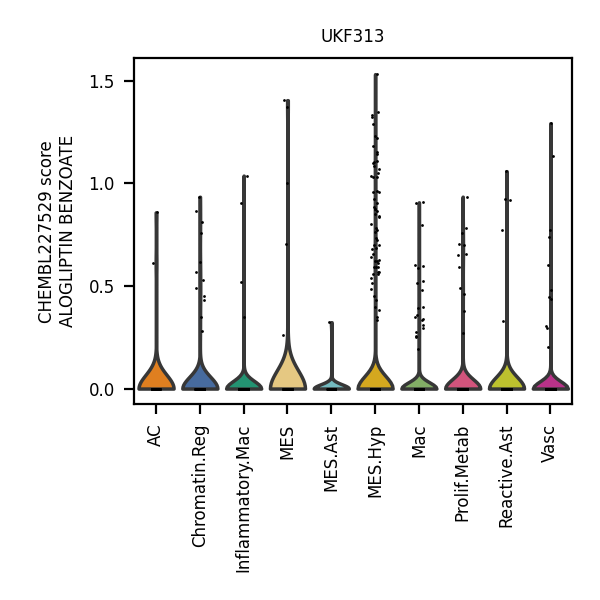 UKF313
CHEMBL227529 score
ALOGLIPTIN BENZOATE
1.5
1.0
0.5
0.0
AC
Chromatin.Reg
Inflammatory.Mac
MES
MES.Ast
MES.Hyp
Mac
Prolif.Metab
Reactive.Ast
Vasc